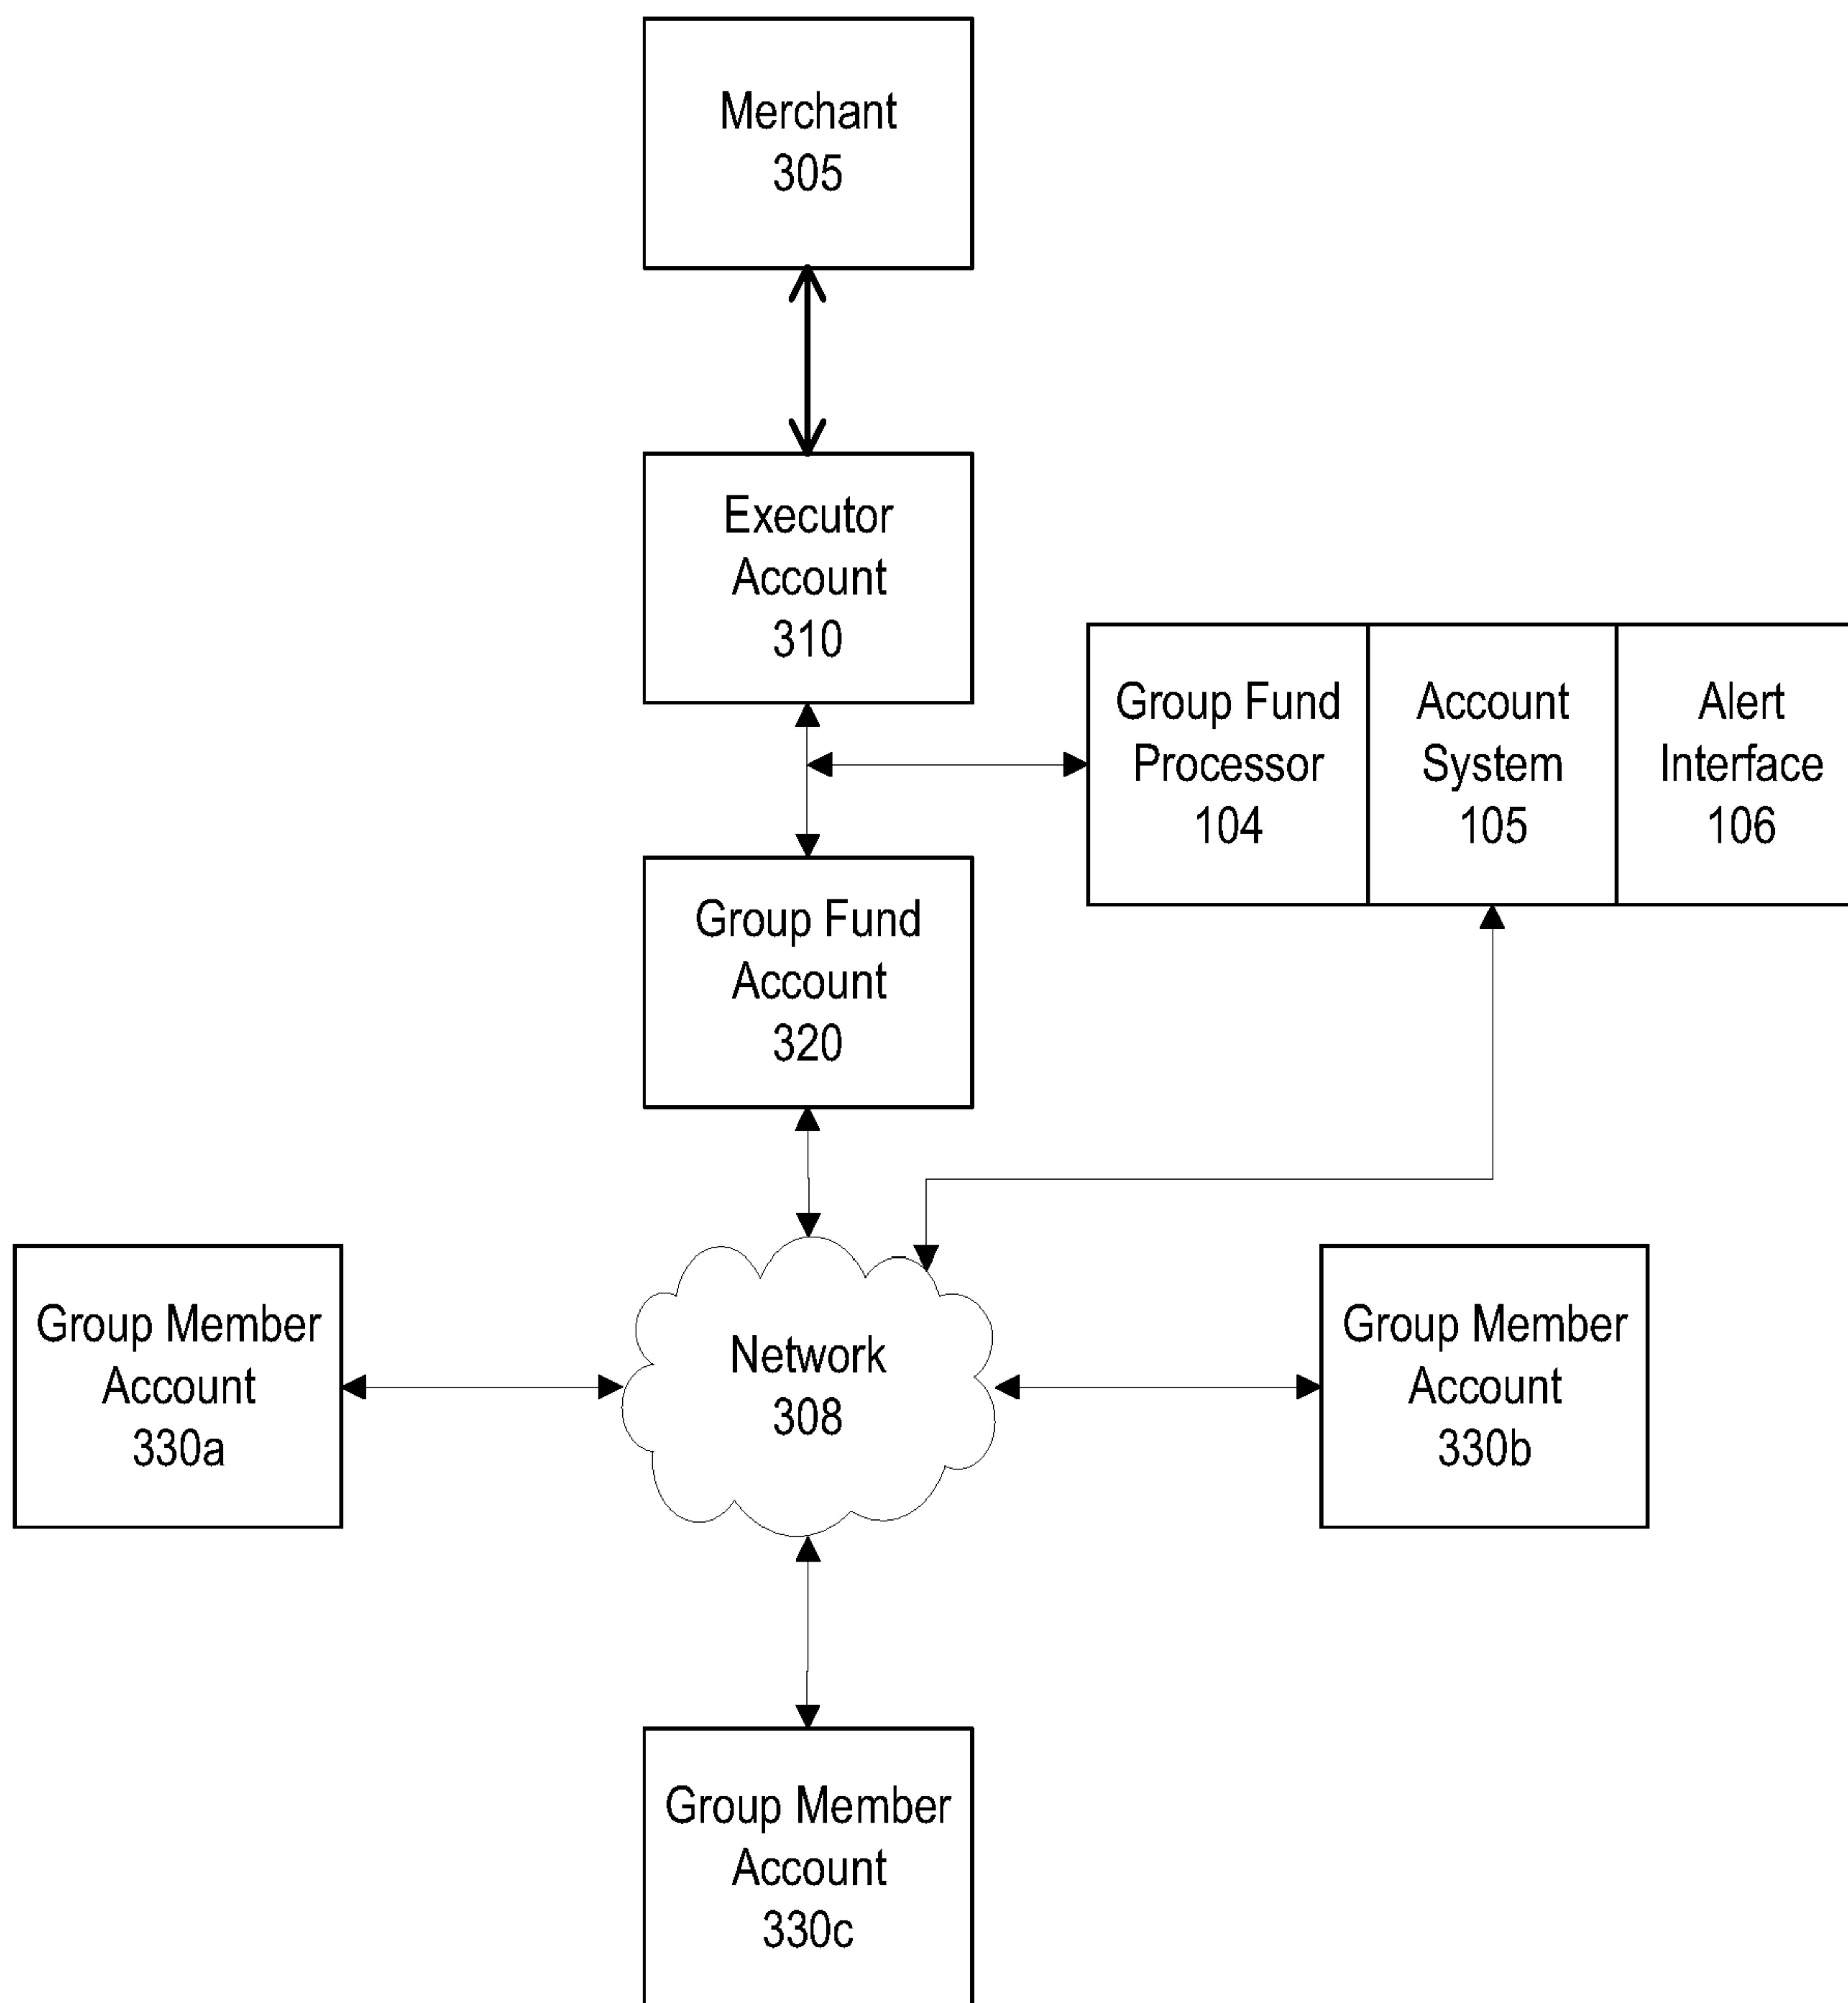 Merchant
305
Executor
Account
310
Group Fund
Processor
104
Account
System
105
Alert
Interface
106
Group Fund
Account
320
Group Member
Account
330a
Network
308
Group Member
Account
330b
Group Member
Account
330c